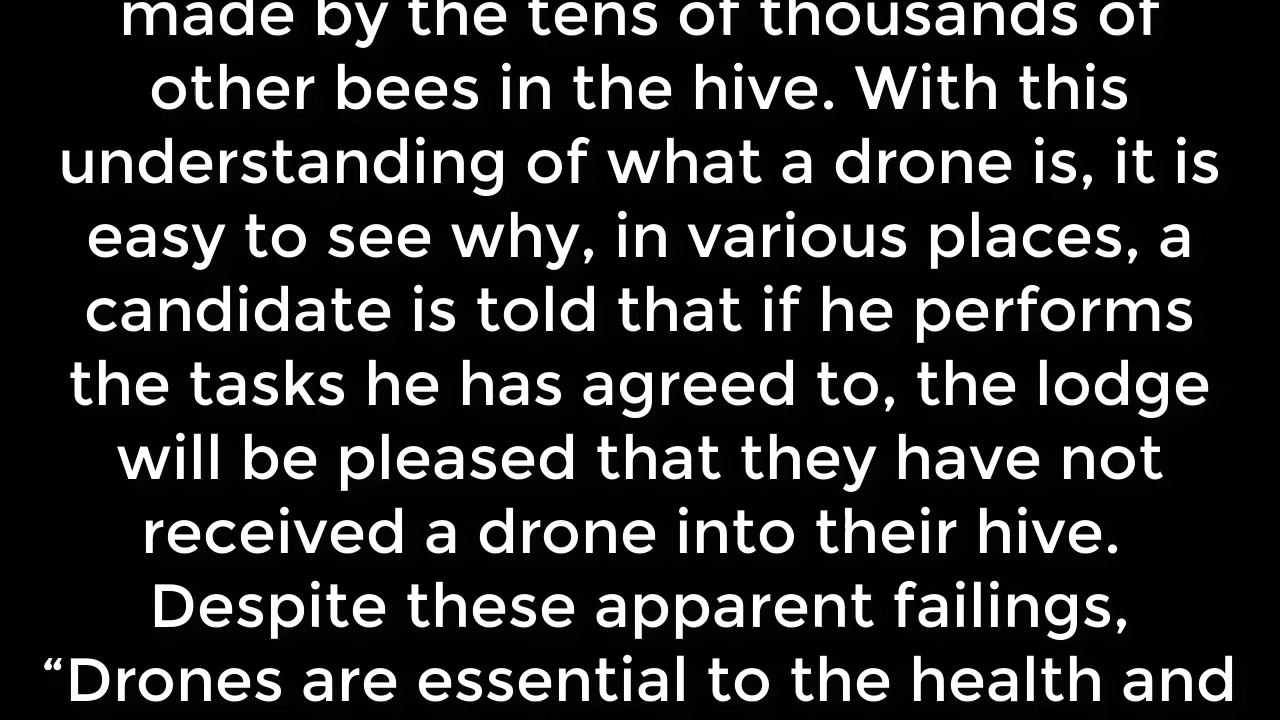 made by the tens of thousands of
other bees in the hive. With this
understanding of what a drone is, it is
easy to see why, in various places, a
candidate is told that if he performs
the tasks he has agreed to, the lodge
will be pleased that they have not
received a drone into their hive.
Despite these apparent failings,
“Drones are essential to the health and